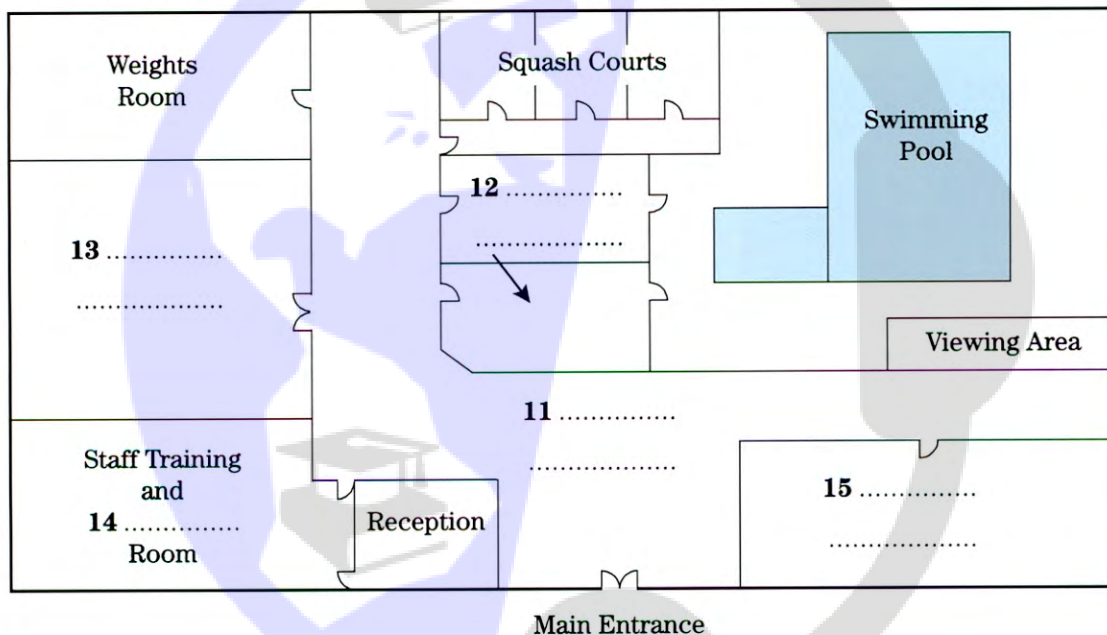 Weights
Room
Squash Courts
Swimming
Pool
12 ....................
....................
13 ................
....................
Viewing Area
11 ................
....................
Staff Training
and
14 ................
Room
Reception
15 ................
....................
Main Entrance